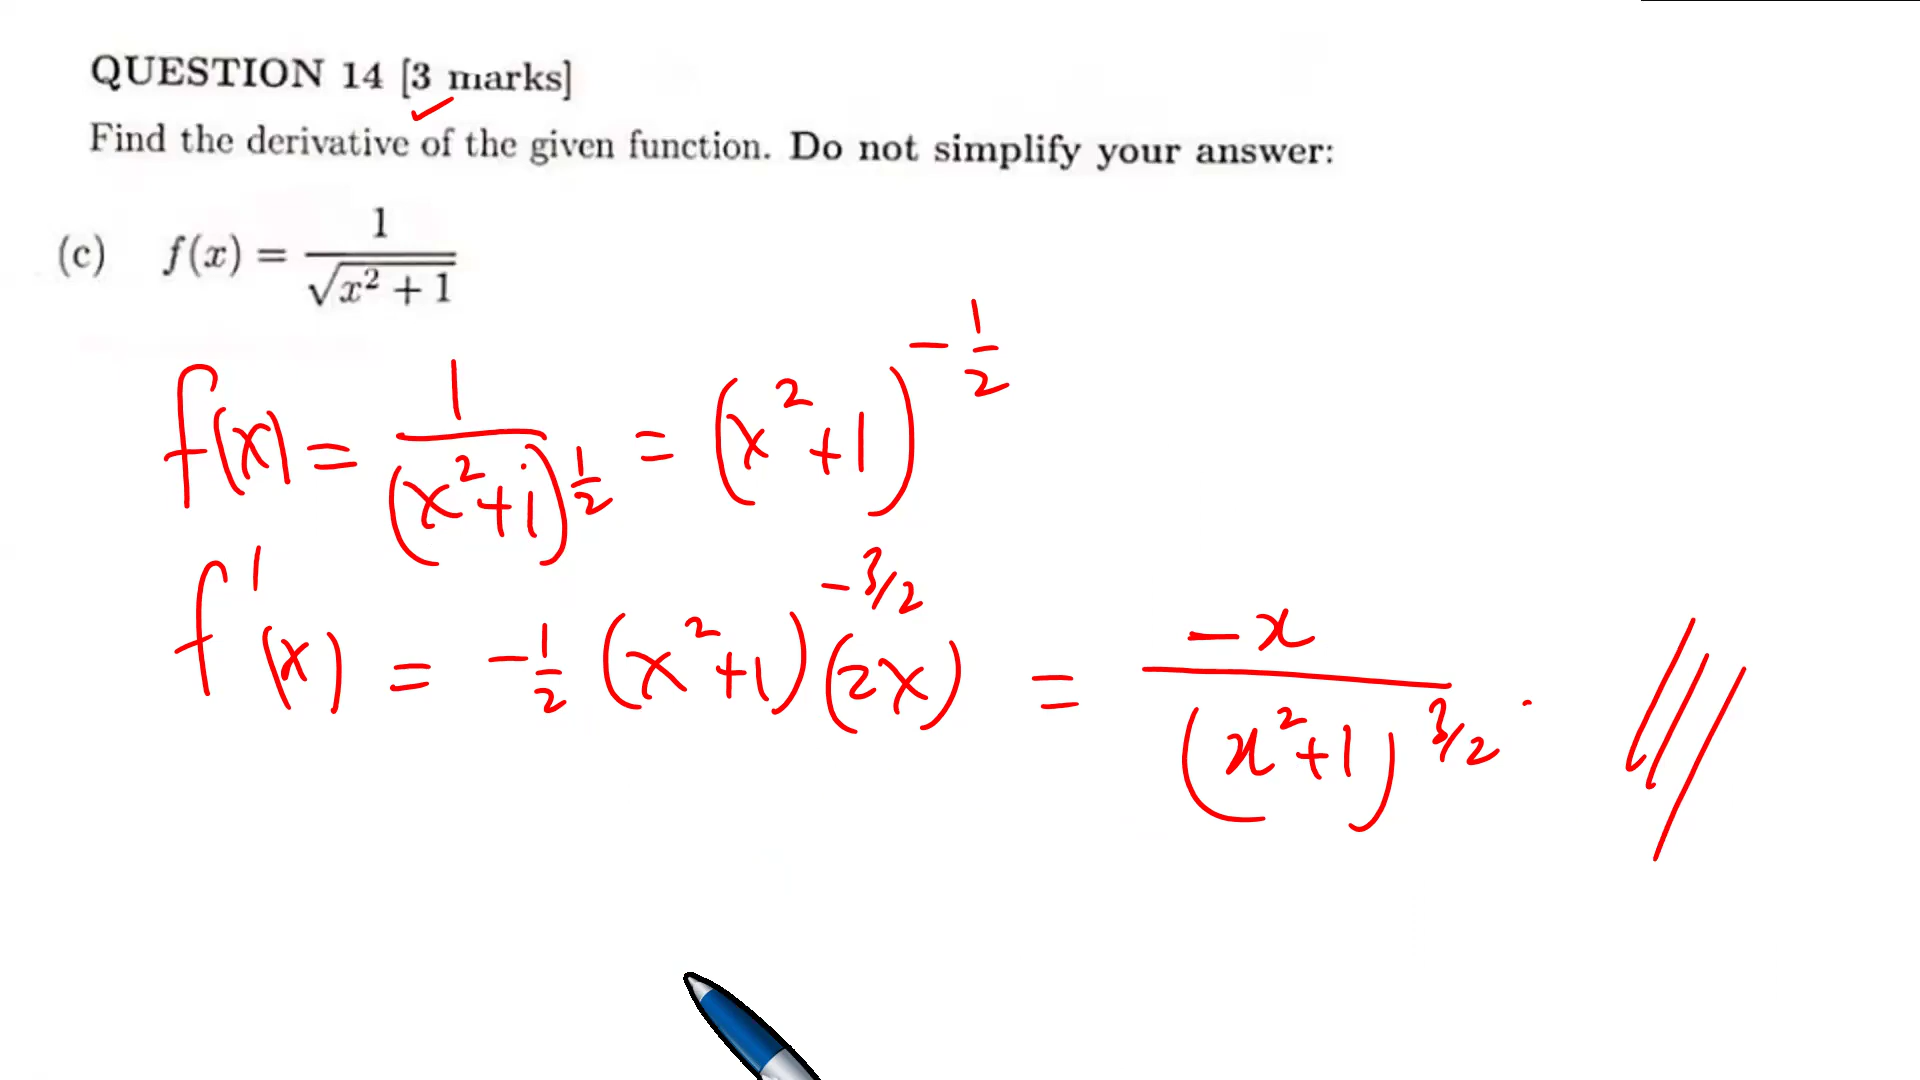 QUESTION 14 [3 marks]
Find the derivative of the given function. Do not simplify your answer:
(c) f(x) = 1/√(x² + 1)
f(x) = 1/(x²+1)^(1/2) = (x²+1)^(-1/2)
f'(x) = -1/2 (x²+1)^(-3/2) (2x) = -x/(x²+1)^(3/2).